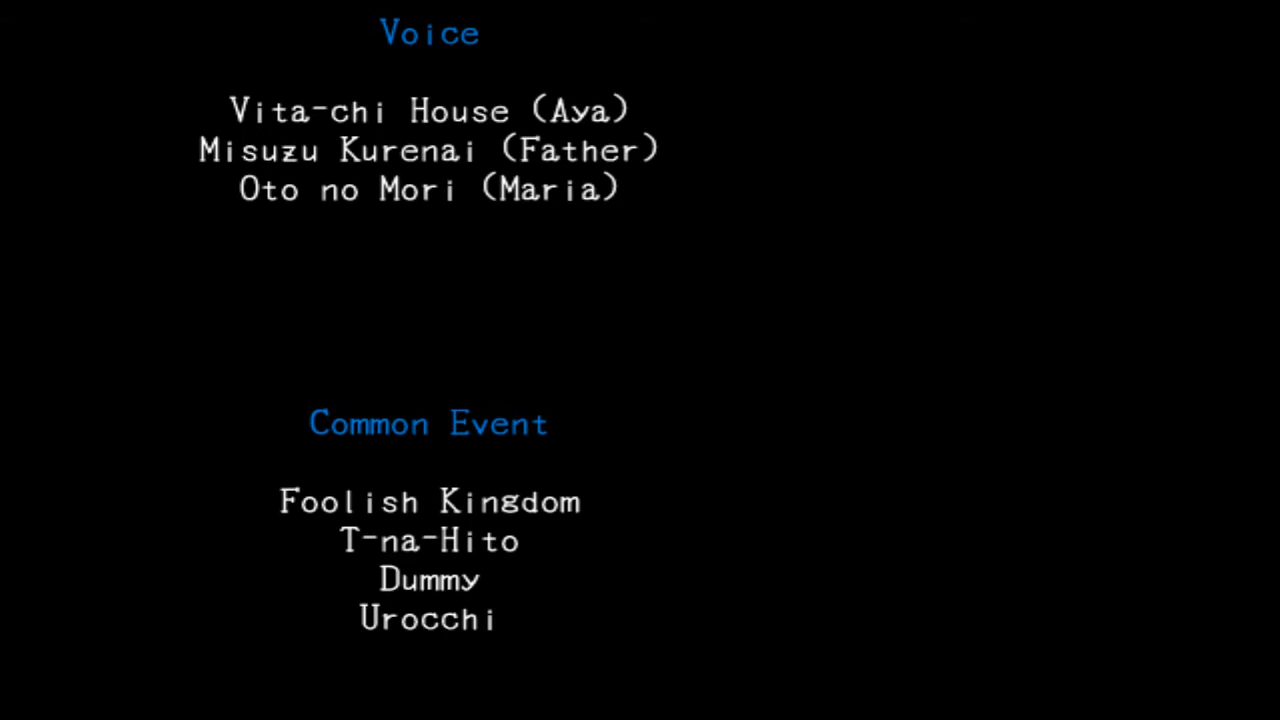 Voice
Vita-chi House (Aya)
Misuzu Kurenai (Father)
Oto no Mori (Maria)
Common Event
Foolish Kingdom
T-na-Hito
Dummy
Urocchi